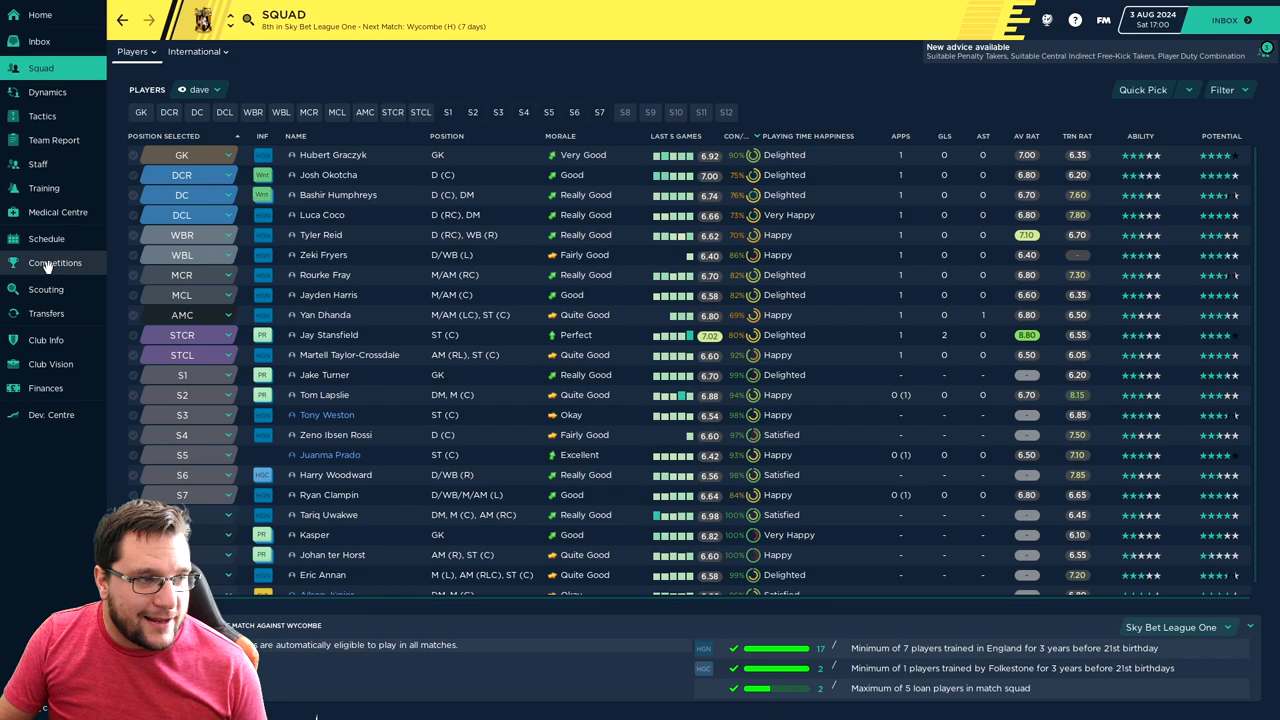 Home
Inbox
Squad
Dynamics
Tactics
Team Report
Staff
Training
Medical Centre
Schedule
Competitions
Scouting
Transfers
Club Info
Club Vision
Finances
Dev. Centre
SQUAD
8th in Sky Bet League One - Next Match: Wycombe (H) (7 days)
FM
3 AUG 2024
Sat 17:00
INBOX
Players
International
New advice available
Suitable Penalty Takers, Suitable Central Indirect Free-Kick Takers, Player Duty Combination
PLAYERS dave
Quick Pick
Filter
GK DCR DC DCL WBR WBL MCR MCL AMC STCR STCL S1 S2 S3 S4 S5 S6 S7 S8 S9 S10 S11 S12
POSITION SELECTED INF NAME POSITION MORALE LAST 5 GAMES CON/... PLAYING TIME HAPPINESS APPS GLS AST AV RAT TRN RAT ABILITY POTENTIAL
GK HGN Hubert Graczyk GK Very Good 6.92 90% Delighted 1 0 0 7.00 6.35
DCR Wnt Josh Okotcha D (C) Good 7.00 75% Delighted 1 0 0 6.80 6.20
DC Wnt Bashir Humphreys D (C), DM Really Good 6.74 76% Delighted 1 0 0 6.70 7.60
DCL HGN Luca Coco D (RC), DM Really Good 6.66 73% Very Happy 1 0 0 6.80 7.80
WBR HGN Tyler Reid D (RC), WB (R) Really Good 6.62 70% Happy 1 0 0 7.10 6.70
WBL HGN Zeki Fryers D/WB (L) Fairly Good 6.40 86% Happy 1 0 0 6.40 -
MCR HGN Rourke Fray M/AM (RC) Really Good 6.70 82% Delighted 1 0 0 6.80 7.30
MCL HGN Jayden Harris M/AM (C) Good 6.58 82% Delighted 1 0 0 6.60 6.35
AMC HGN Yan Dhanda M/AM (LC), ST (C) Quite Good 6.80 69% Happy 1 0 1 6.80 6.50
STCR PR Jay Stansfield ST (C) Perfect 7.02 80% Delighted 1 2 0 8.80 6.55
STCL HGN Martell Taylor-Crossdale AM (RL), ST (C) Quite Good 6.60 92% Happy 1 0 0 6.50 6.05
S1 PR Jake Turner GK Quite Good 6.70 99% Delighted - - - - 6.20
S2 PR Tom Lapslie DM, M (C) Quite Good 6.88 94% Happy 0 (1) 0 0 6.70 8.15
S3 HGN Tony Weston ST (C) Okay 6.54 98% Happy - - - - 6.85
S4 HGN Zeno Ibsen Rossi D (C) Fairly Good 6.60 97% Satisfied - - - - 7.50
S5 Juanma Prado ST (C) Excellent 6.42 93% Happy 0 (1) 0 0 6.50 7.10
S6 HGC Harry Woodward D/WB (R) Really Good 6.56 98% Satisfied - - - - 7.85
S7 HGN Ryan Clampin D/WB/M/AM (L) Good 6.64 84% Happy 0 (1) 0 0 6.80 6.65
HGN Tariq Uwakwe DM, M (C), AM (RC) Good 6.98 100% Satisfied - - - - 6.45
PR Kasper GK Good 6.82 100% Very Happy - - - - 6.10
PR Johan ter Horst AM (R), ST (C) Quite Good 6.60 100% Happy - - - - 6.55
HGN Eric Annan M (L), AM (RLC), ST (C) Quite Good 6.58 99% Delighted - - - - 7.20
MATCH AGAINST WYCOMBE
Sky Bet League One
are automatically eligible to play in all matches.
HGN 17 / Minimum of 7 players trained in England for 3 years before 21st birthday
HGC 2 / Minimum of 1 players trained by Folkestone for 3 years before 21st birthdays
2 / Maximum of 5 loan players in match squad